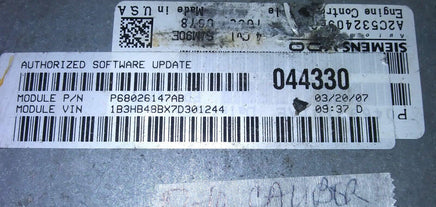 SIEMENS VDO
Engine Contr
Made in U S A
AUTHORIZED SOFTWARE UPDATE
044330
MODULE P/N P68026147AB 03/20/07
MODULE VIN 1B3HB48BX7D301244 09:37 D
P
CALIBER